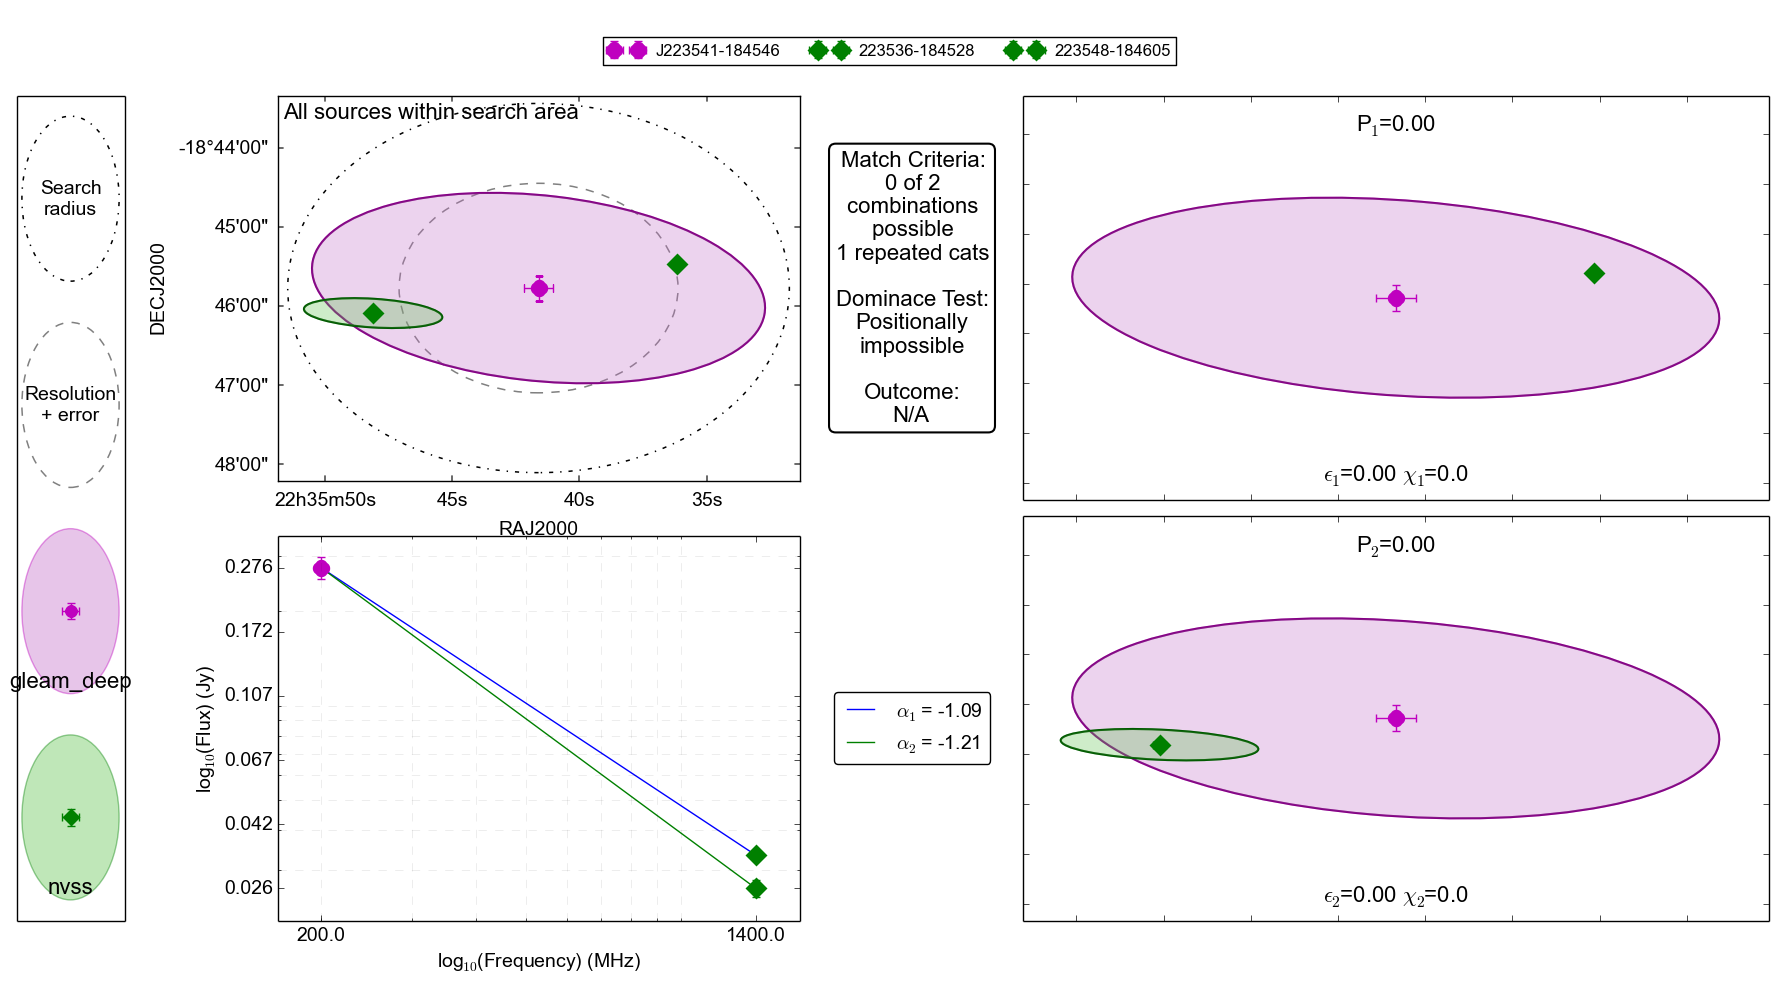 J223541-184546
223536-184528
223548-184605
Search
radius
Resolution
+ error
gleam_deep
nvss
All sources within search area
DECJ2000
-18°44'00"
45'00"
46'00"
47'00"
48'00"
22h35m50s
45s
40s
35s
RAJ2000
Match Criteria:
0 of 2
combinations
possible
1 repeated cats
Dominace Test:
Positionally
impossible
Outcome:
N/A
P₁=0.00
ϵ₁=0.00 χ₁=0.0
log₁₀(Flux) (Jy)
0.276
0.172
0.107
0.067
0.042
0.026
200.0
1400.0
log₁₀(Frequency) (MHz)
α₁ = -1.09
α₂ = -1.21
P₂=0.00
ϵ₂=0.00 χ₂=0.0